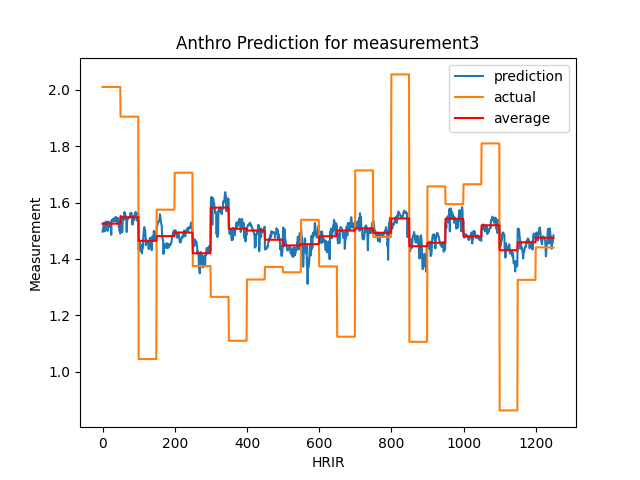 Anthro Prediction for measurement3
prediction
actual
average
Measurement
2.0
1.8
1.6
1.4
1.2
1.0
0
200
400
600
800
1000
1200
HRIR